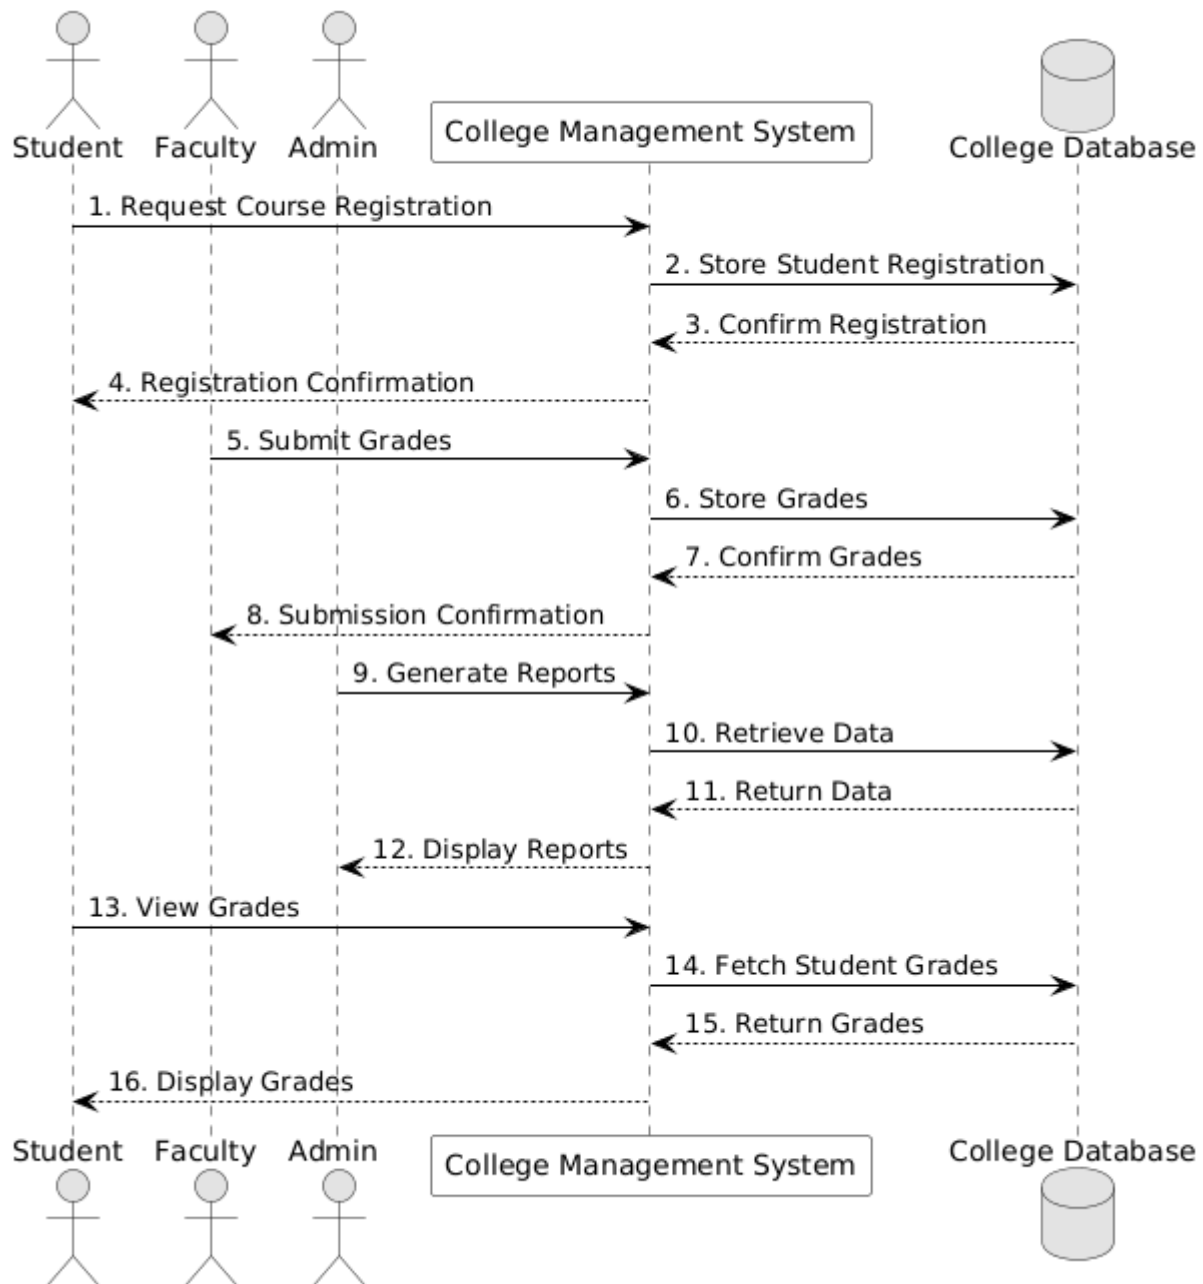 Student
Faculty
Admin
College Management System
College Database
1. Request Course Registration
2. Store Student Registration
3. Confirm Registration
4. Registration Confirmation
5. Submit Grades
6. Store Grades
7. Confirm Grades
8. Submission Confirmation
9. Generate Reports
10. Retrieve Data
11. Return Data
12. Display Reports
13. View Grades
14. Fetch Student Grades
15. Return Grades
16. Display Grades
Student
Faculty
Admin
College Management System
College Database